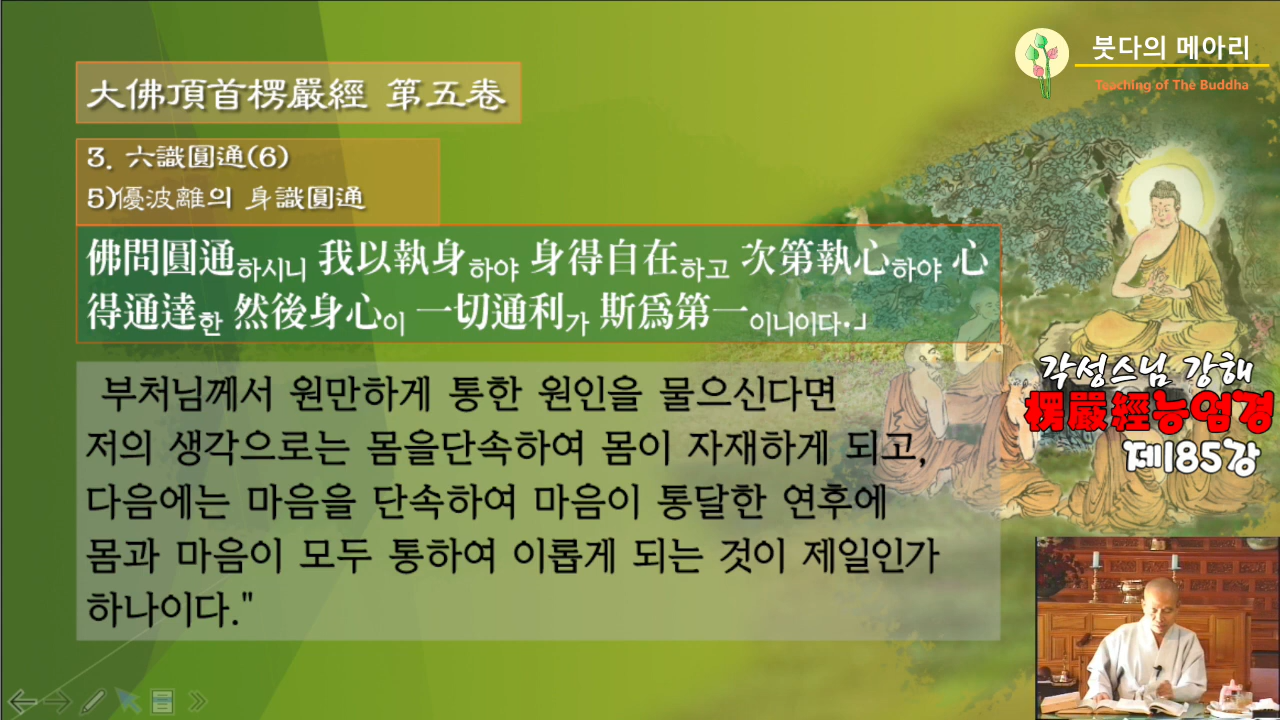 붓다의 메아리
Teaching of The Buddha
大佛頂首楞嚴經 第五卷
3. 六識圓通(6)
5)優波離의 身識圓通
佛問圓通하시니 我以執身하야 身得自在하고 次第執心하야 心
得通達한 然後身心이 一切通利가 斯爲第一이니이다.」
부처님께서 원만하게 통한 원인을 물으신다면
저의 생각으로는 몸을단속하여 몸이 자재하게 되고,
다음에는 마음을 단속하여 마음이 통달한 연후에
몸과 마음이 모두 통하여 이롭게 되는 것이 제일인가
하나이다."
각성스님 강해
楞嚴經능엄경
제185강